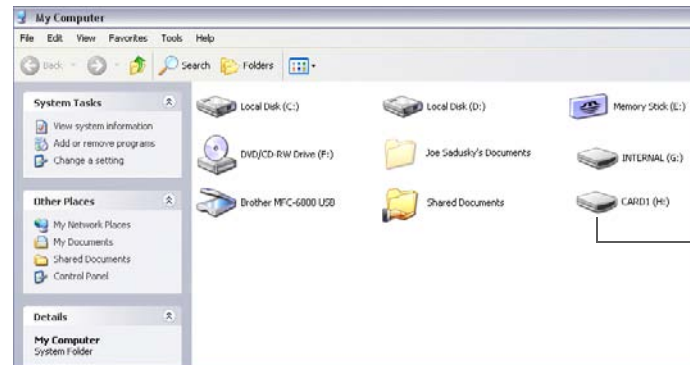 My Computer
File Edit View Favorites Tools Help
Back Search Folders
System Tasks
View system information
Add or remove programs
Change a setting
Other Places
My Network Places
My Documents
Shared Documents
Control Panel
Details
My Computer
System Folder
Local Disk (C:) Local Disk (D:) Memory Stick (E:)
DVD/CD-RW Drive (F:) Joe Sadusky's Documents INTERNAL (G:)
Brother MFC-6800 USB Shared Documents CARD1 (H:)